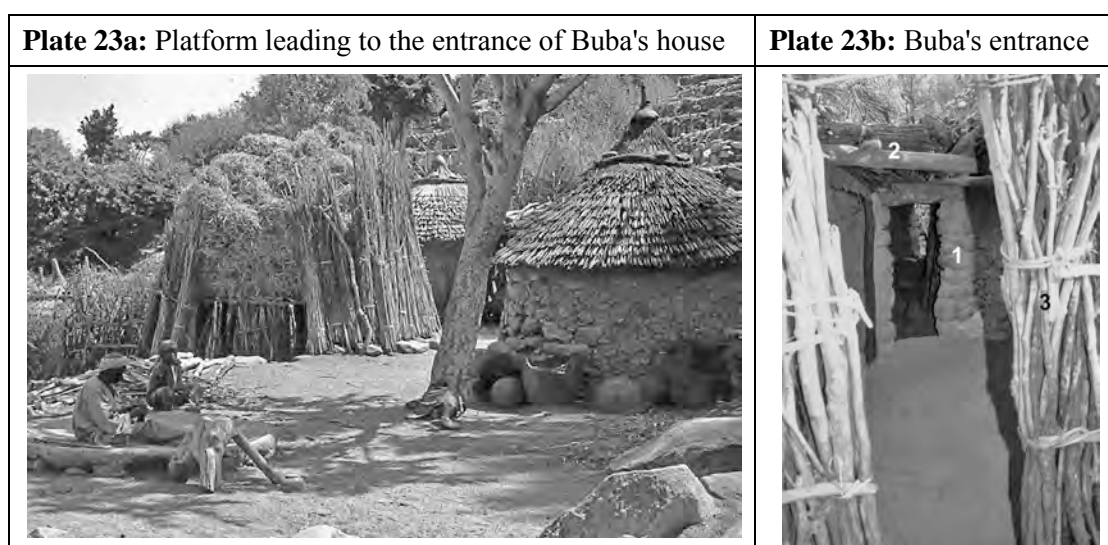 Plate 23a: Platform leading to the entrance of Buba's house
Plate 23b: Buba's entrance
2
1
3